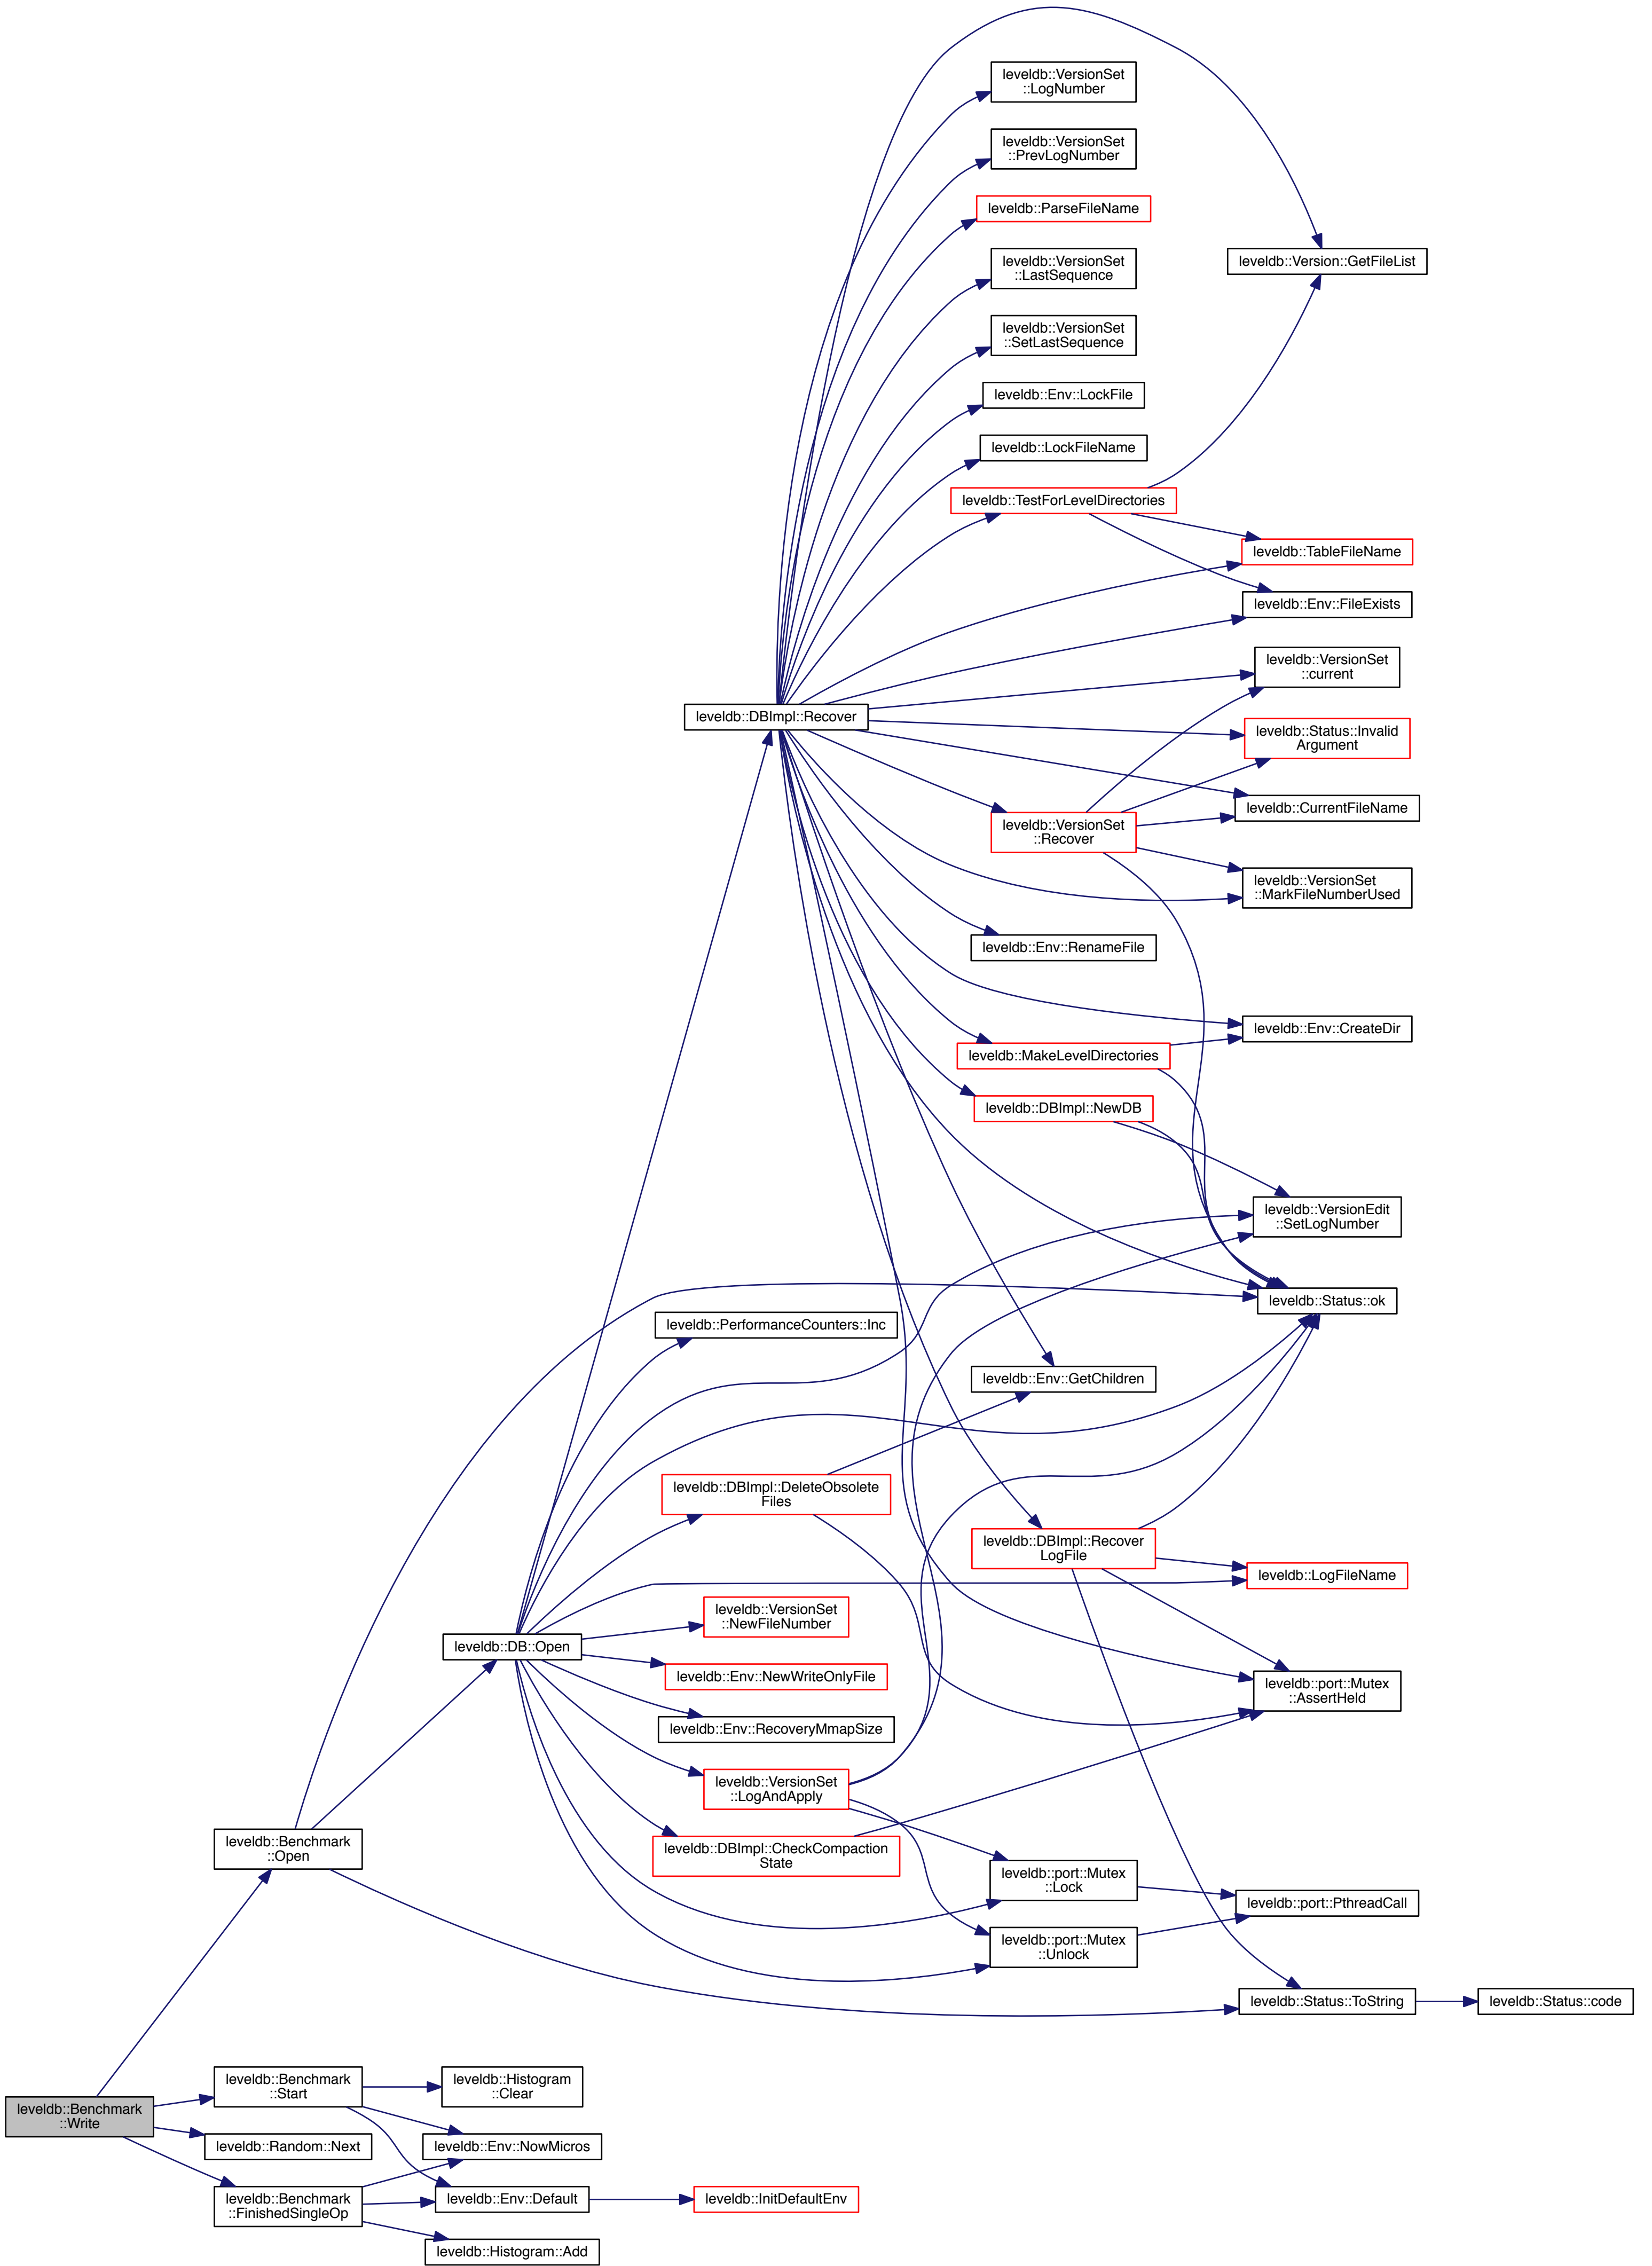 leveldb::VersionSet
::LogNumber
leveldb::VersionSet
::PrevLogNumber
leveldb::ParseFileName
leveldb::VersionSet
::LastSequence
leveldb::Version::GetFileList
leveldb::VersionSet
::SetLastSequence
leveldb::Env::LockFile
leveldb::LockFileName
leveldb::TestForLevelDirectories
leveldb::TableFileName
leveldb::Env::FileExists
leveldb::VersionSet
::current
leveldb::DBImpl::Recover
leveldb::Status::Invalid
Argument
leveldb::CurrentFileName
leveldb::VersionSet
::Recover
leveldb::VersionSet
::MarkFileNumberUsed
leveldb::Env::RenameFile
leveldb::Env::CreateDir
leveldb::MakeLevelDirectories
leveldb::DBImpl::NewDB
leveldb::VersionEdit
::SetLogNumber
leveldb::Status::ok
leveldb::PerformanceCounters::Inc
leveldb::Env::GetChildren
leveldb::DBImpl::DeleteObsolete
Files
leveldb::DBImpl::Recover
LogFile
leveldb::LogFileName
leveldb::VersionSet
::NewFileNumber
leveldb::DB::Open
leveldb::Env::NewWriteOnlyFile
leveldb::port::Mutex
::AssertHeld
leveldb::Env::RecoveryMmapSize
leveldb::VersionSet
::LogAndApply
leveldb::Benchmark
::Open
leveldb::DBImpl::CheckCompaction
State
leveldb::port::Mutex
::Lock
leveldb::port::PthreadCall
leveldb::port::Mutex
::Unlock
leveldb::Status::ToString
leveldb::Status::code
leveldb::Benchmark
::Start
leveldb::Histogram
::Clear
leveldb::Benchmark
::Write
leveldb::Random::Next
leveldb::Env::NowMicros
leveldb::Benchmark
::FinishedSingleOp
leveldb::Env::Default
leveldb::InitDefaultEnv
leveldb::Histogram::Add